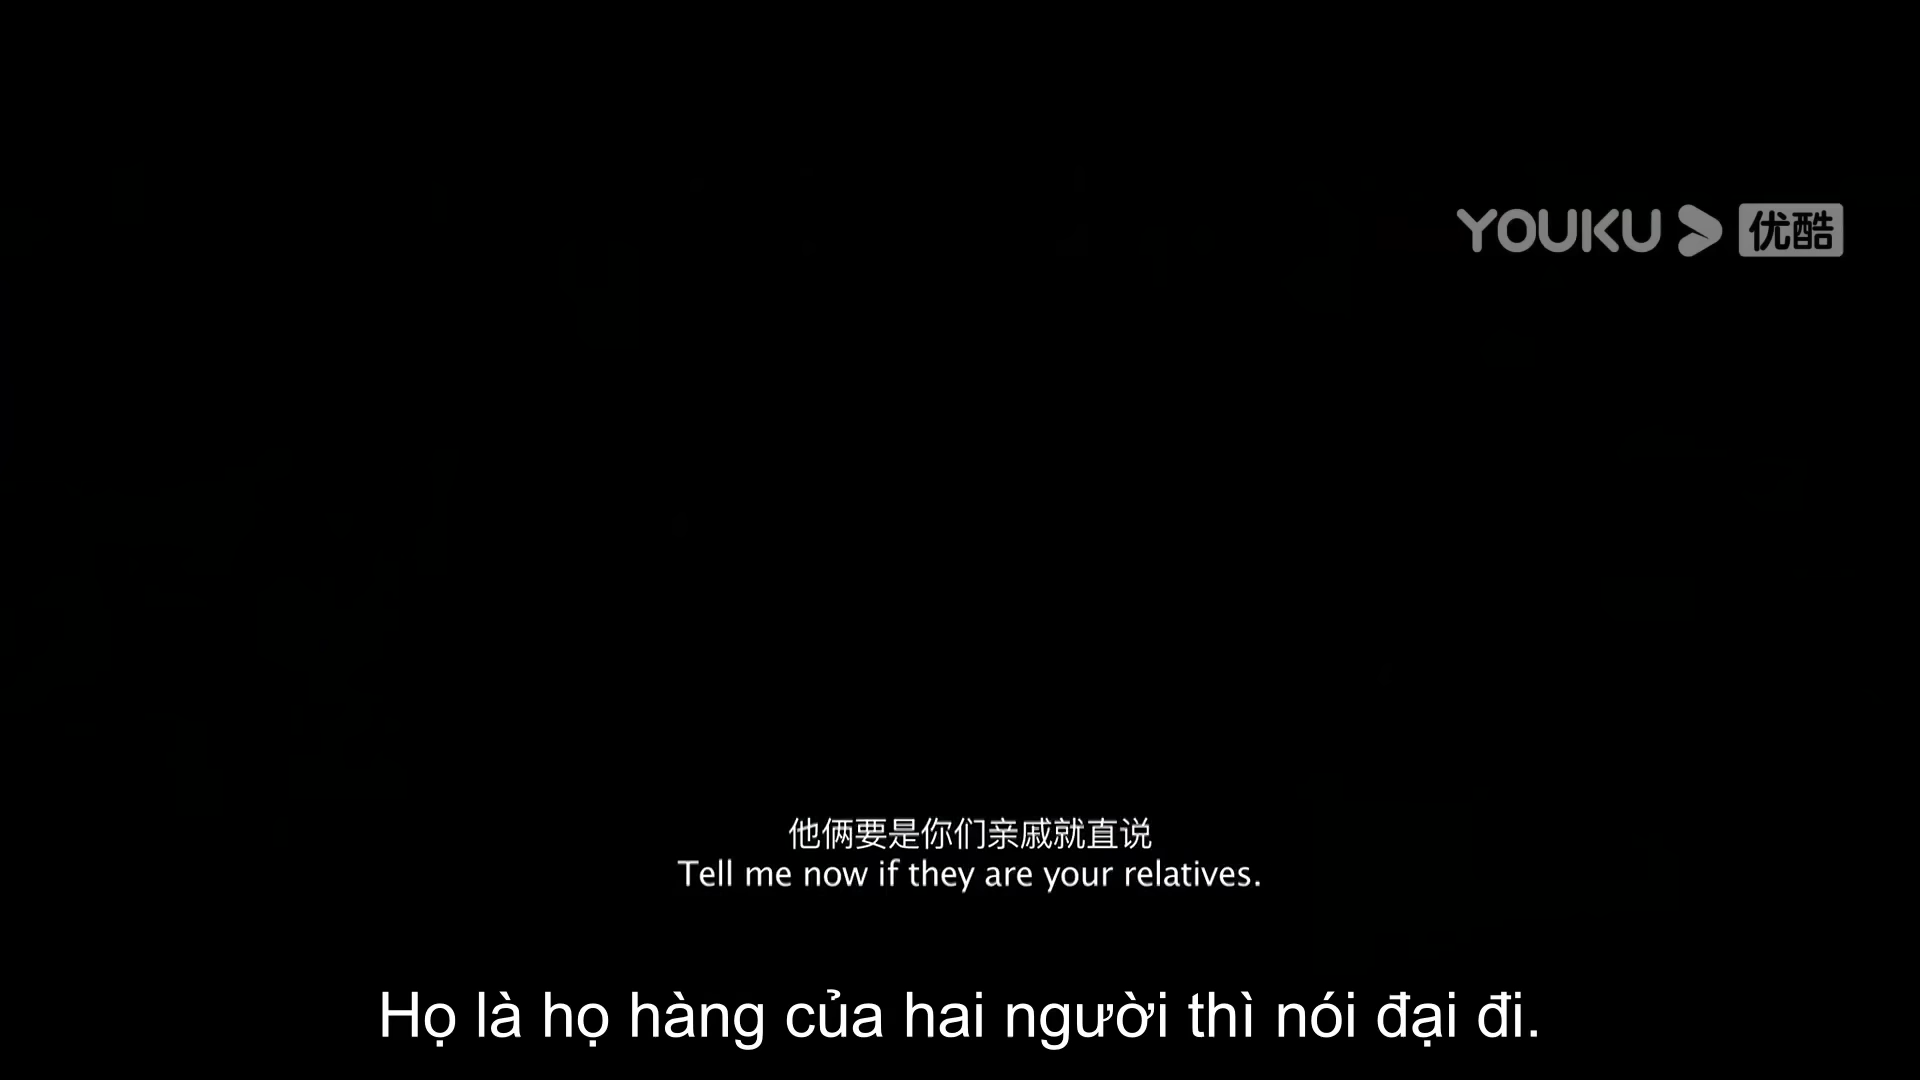 YOUKU 优酷
他俩要是你们亲戚就直说
Tell me now if they are your relatives.
Họ là họ hàng của hai người thì nói đại đi.